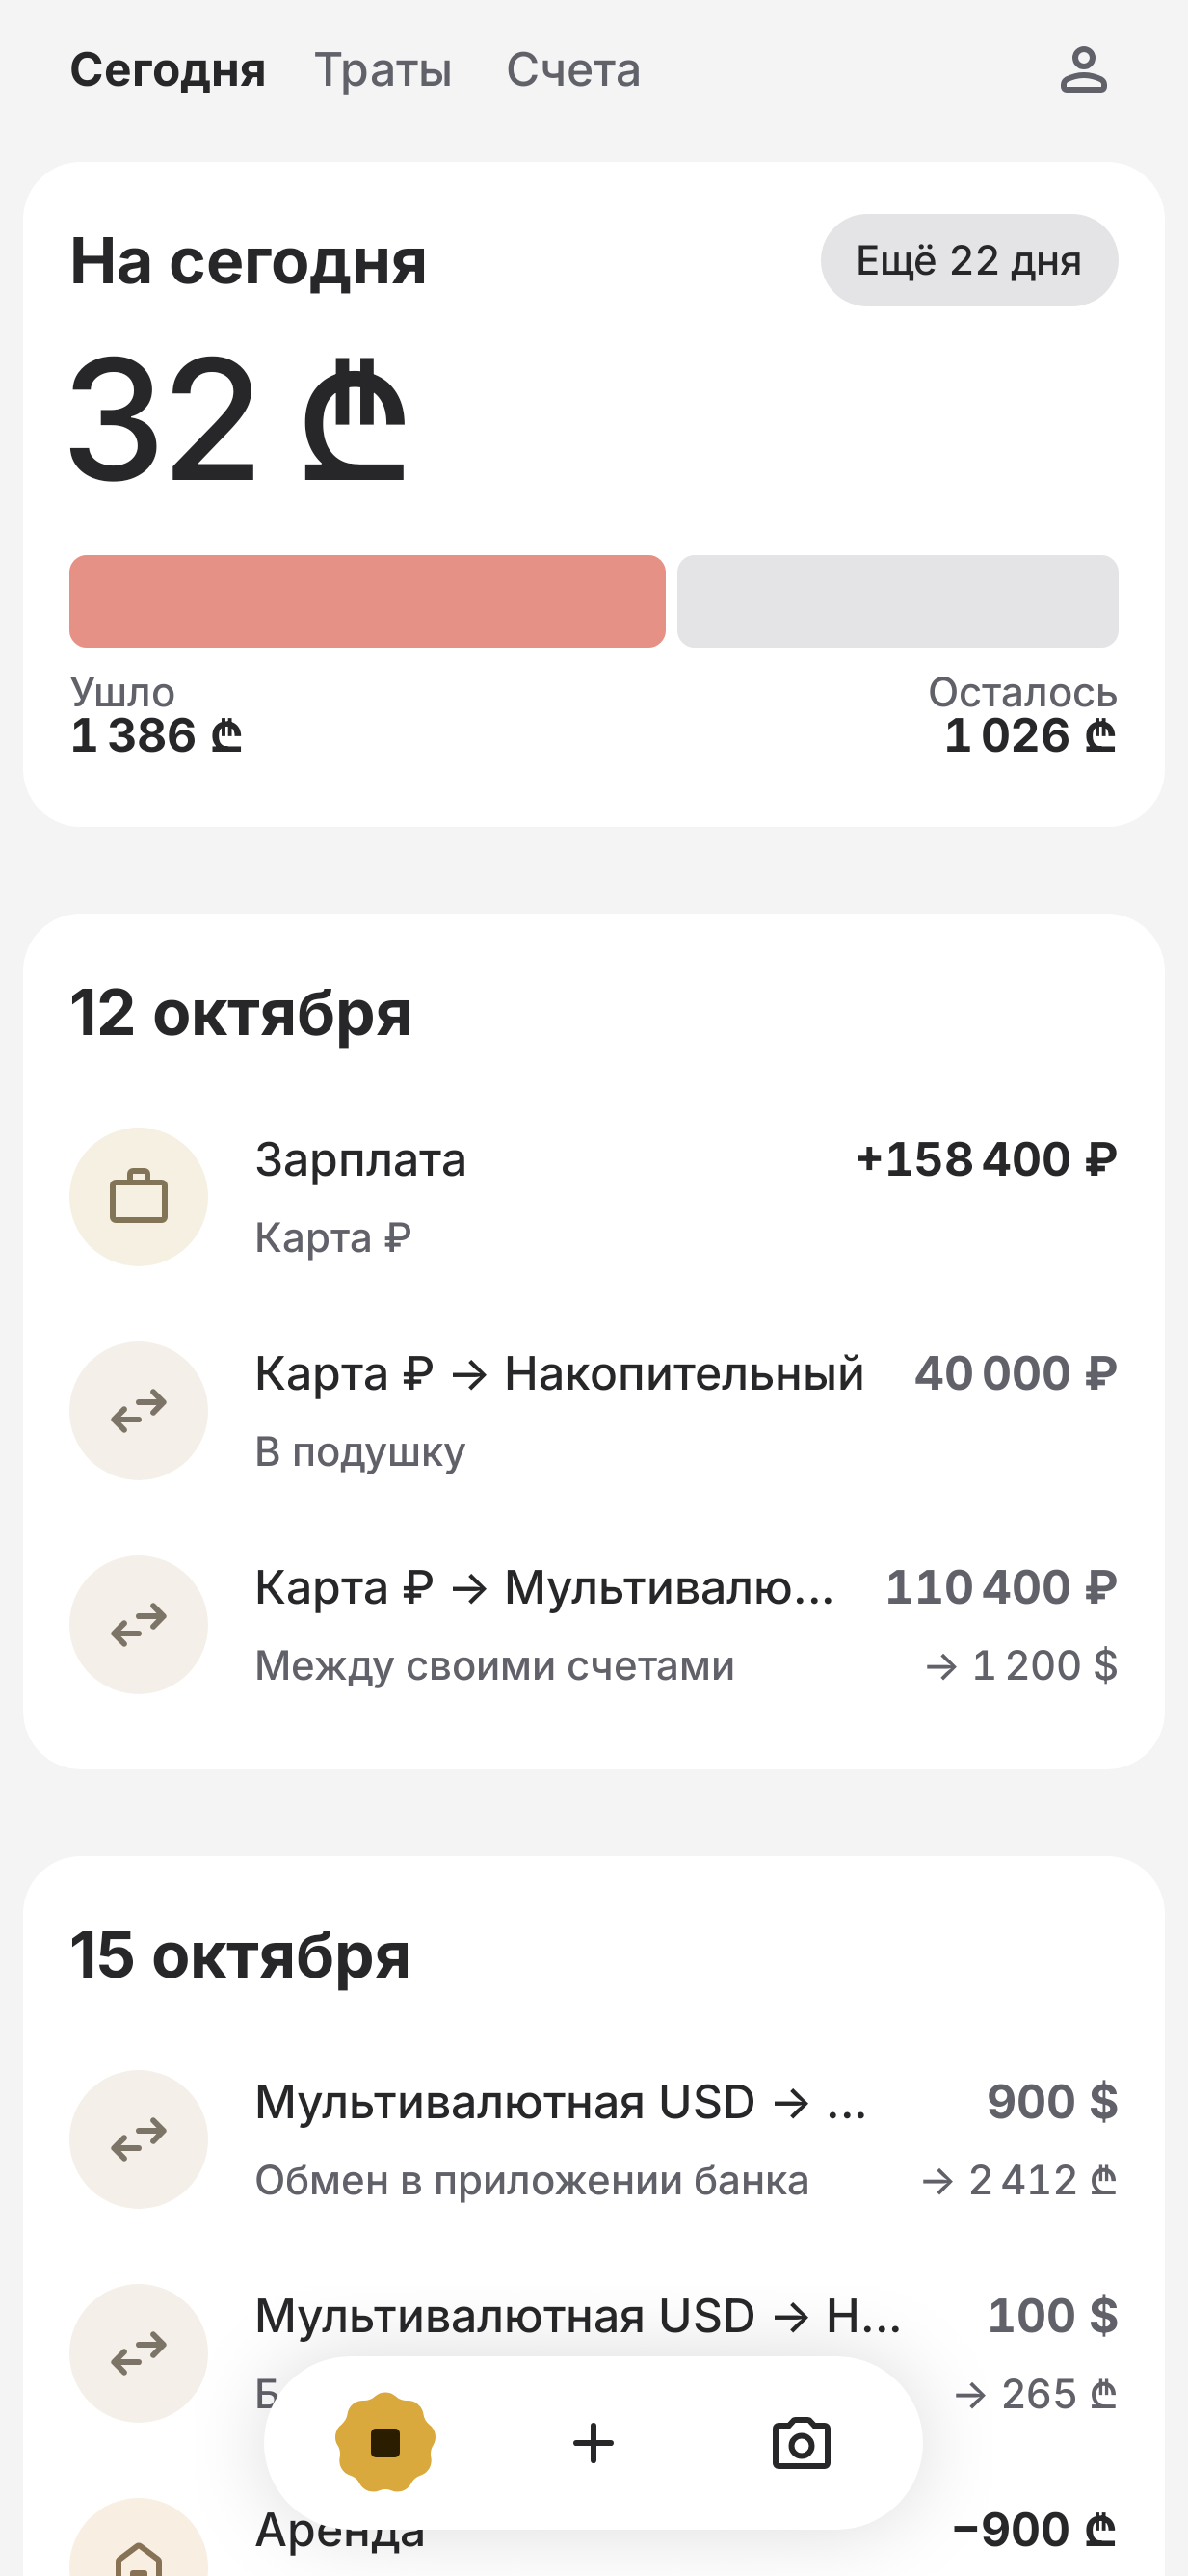 Сегодня Траты Счета
На сегодня Ещё 22 дня
32 ₾
Ушло Осталось
1 386 ₾ 1 026 ₾
12 октября
Зарплата +158 400 ₽
Карта ₽
Карта ₽ → Накопительный 40 000 ₽
В подушку
Карта ₽ → Мультивалю... 110 400 ₽
Между своими счетами → 1 200 $
15 октября
Мультивалютная USD → ... 900 $
Обмен в приложении банка → 2 412 ₾
Мультивалютная USD → Н... 100 $
→ 265 ₾
Аренда −900 ₾